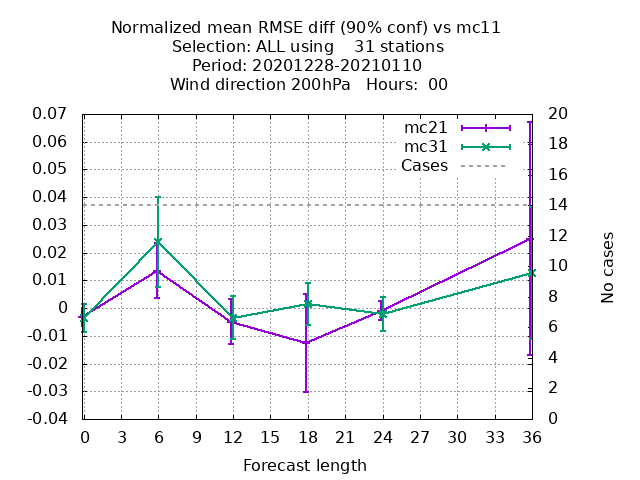 Normalized mean RMSE diff (90% conf) vs mc11
Selection: ALL using    31 stations
Period: 20201228-20210110
Wind direction 200hPa   Hours:  00
mc21
mc31
Cases
0.07
0.06
0.05
0.04
0.03
0.02
0.01
0
-0.01
-0.02
-0.03
-0.04
20
18
16
14
12
10
8
6
4
2
0
No cases
0 3 6 9 12 15 18 21 24 27 30 33 36
Forecast length